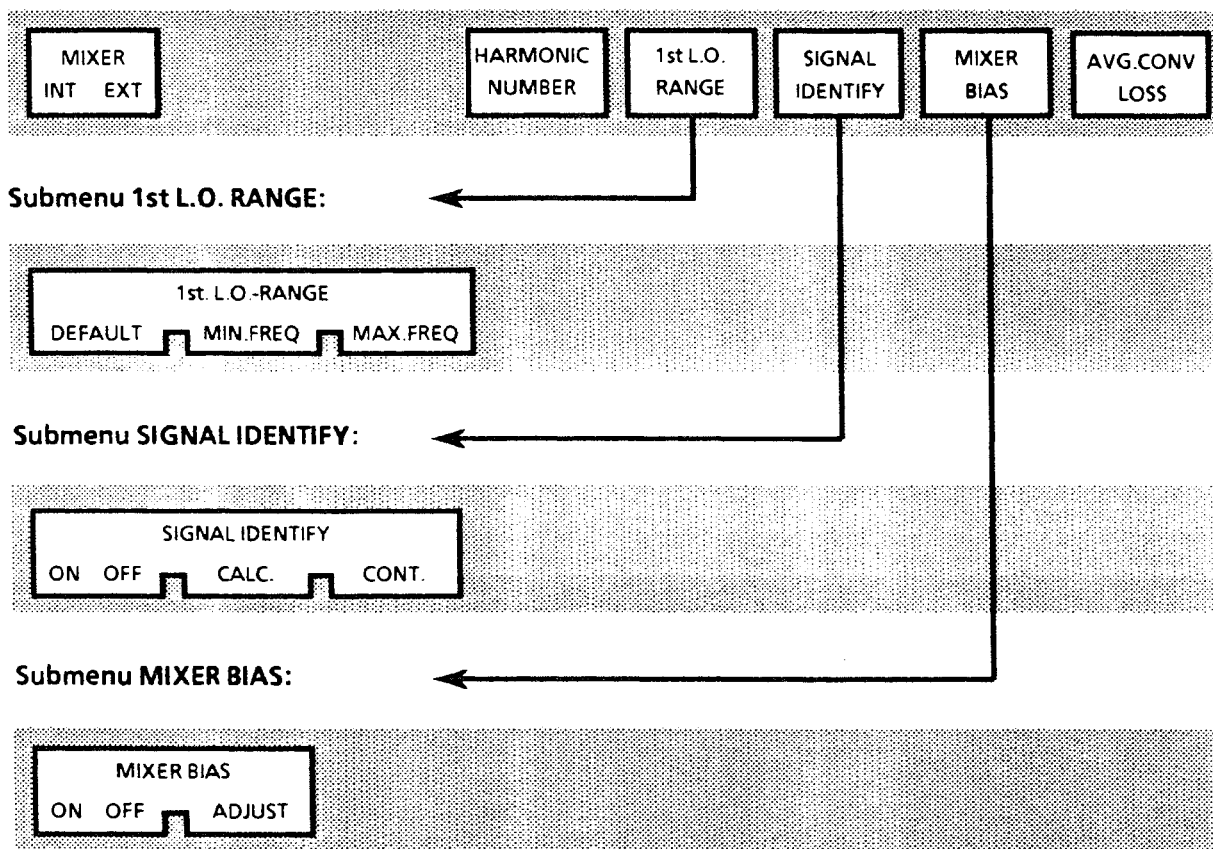 MIXER
INT EXT
HARMONIC
NUMBER
1st L.O.
RANGE
SIGNAL
IDENTIFY
MIXER
BIAS
AVG.CONV
LOSS
Submenu 1st L.O. RANGE:
1st. L.O.-RANGE
DEFAULT MIN.FREQ MAX.FREQ
Submenu SIGNAL IDENTIFY:
SIGNAL IDENTIFY
ON OFF CALC. CONT.
Submenu MIXER BIAS:
MIXER BIAS
ON OFF ADJUST